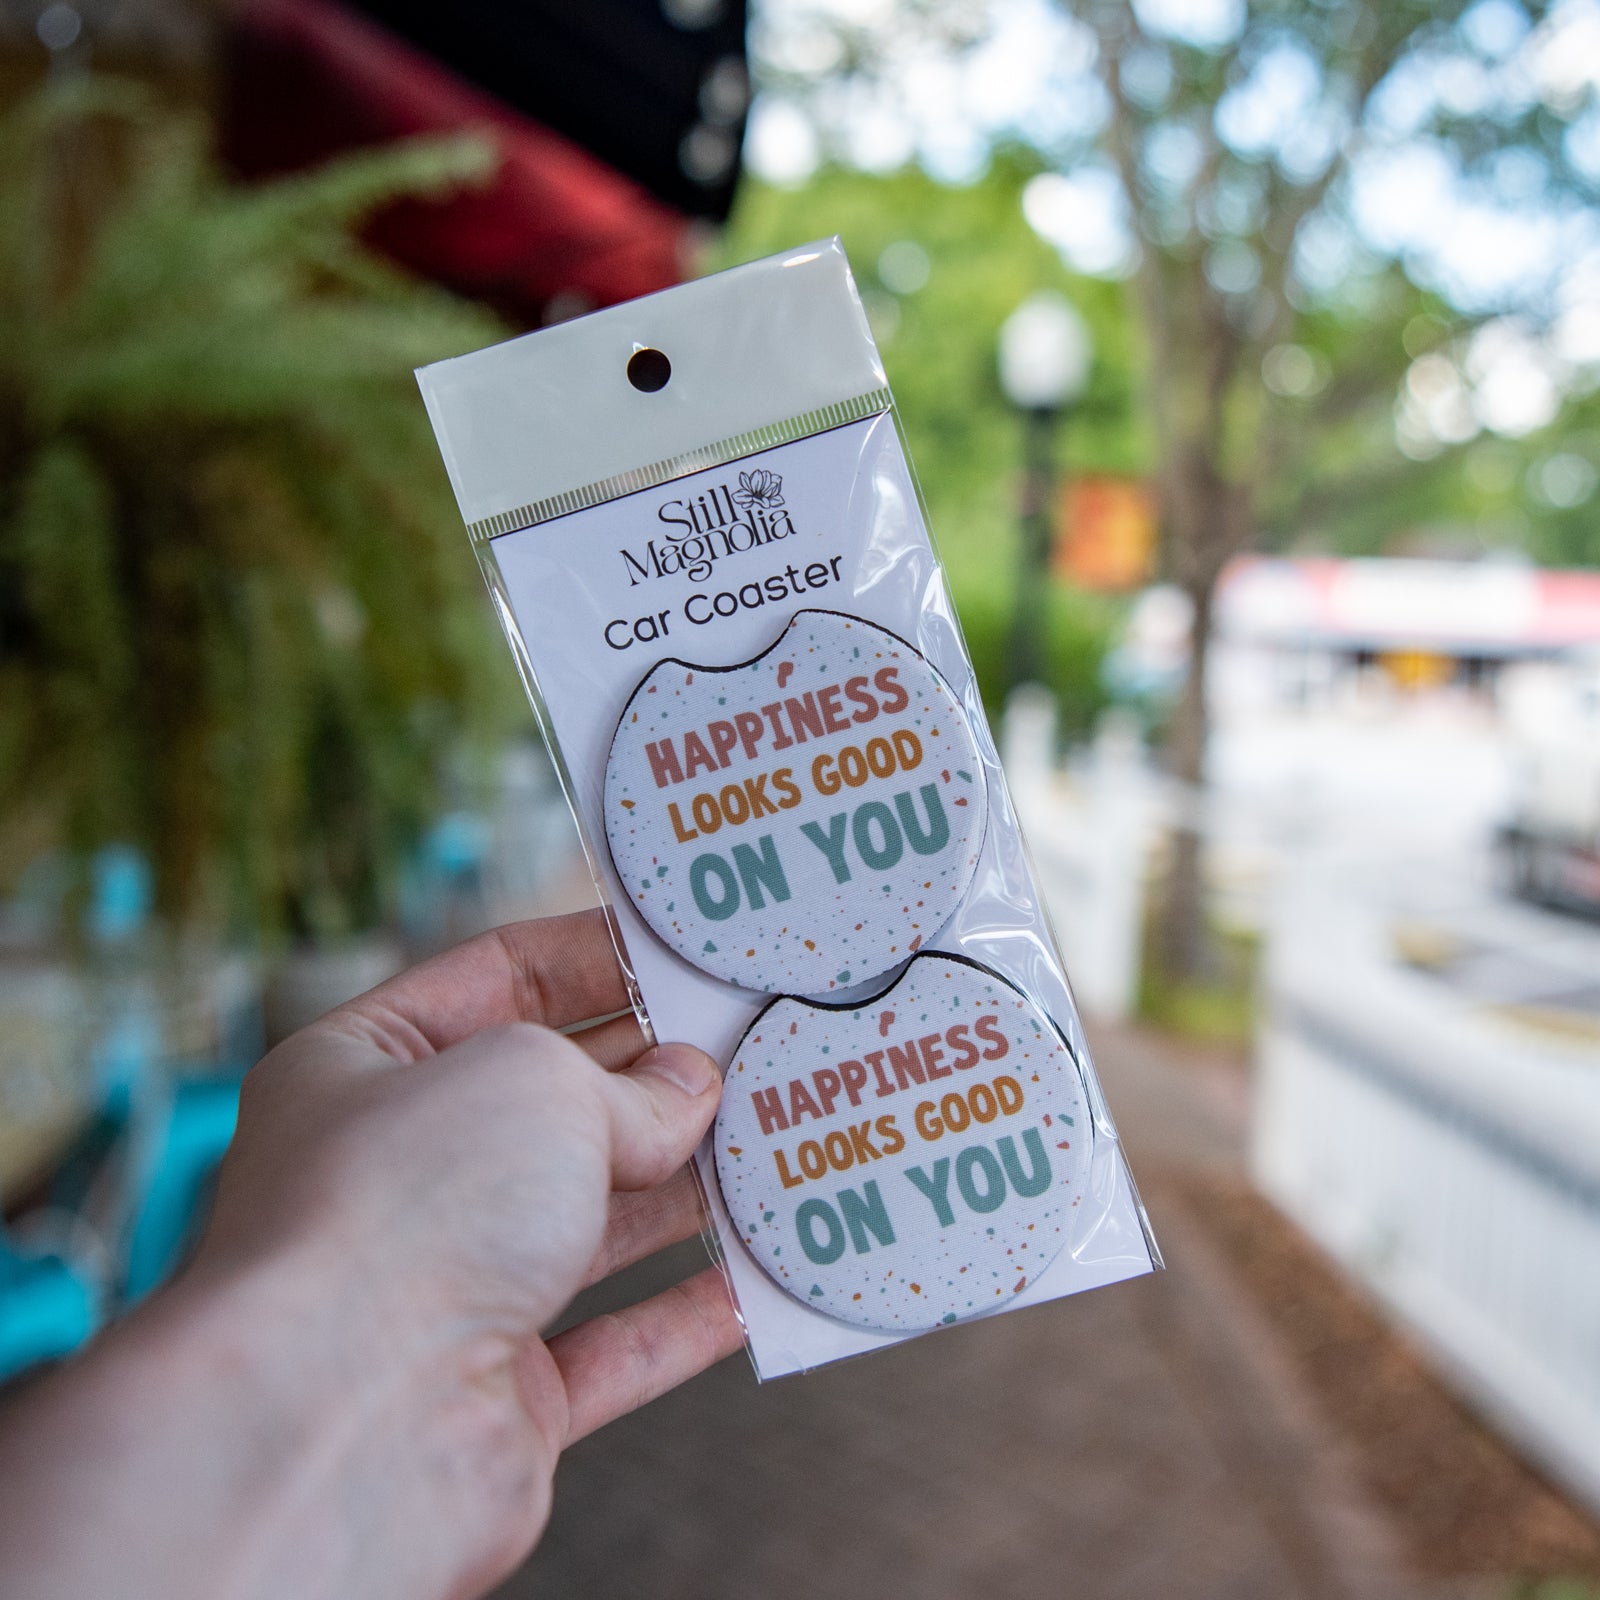 Still
Magnolia
Car Coaster
HAPPINESS
LOOKS GOOD
ON YOU
HAPPINESS
LOOKS GOOD
ON YOU